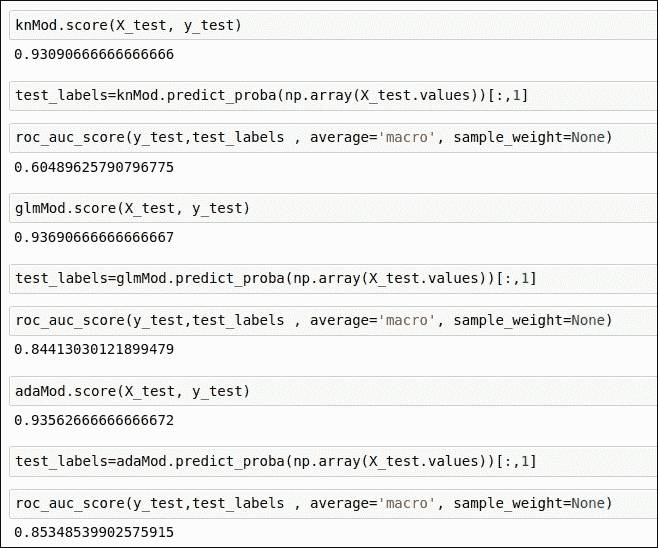 knMod.score(X_test, y_test)
0.93090666666666666
test_labels=knMod.predict_proba(np.array(X_test.values))[:,1]
roc_auc_score(y_test,test_labels , average='macro', sample_weight=None)
0.60489625790796775
glmMod.score(X_test, y_test)
0.93690666666666667
test_labels=glmMod.predict_proba(np.array(X_test.values))[:,1]
roc_auc_score(y_test,test_labels , average='macro', sample_weight=None)
0.84413030121899479
adaMod.score(X_test, y_test)
0.93562666666666672
test_labels=adaMod.predict_proba(np.array(X_test.values))[:,1]
roc_auc_score(y_test,test_labels , average='macro', sample_weight=None)
0.85348539902575915